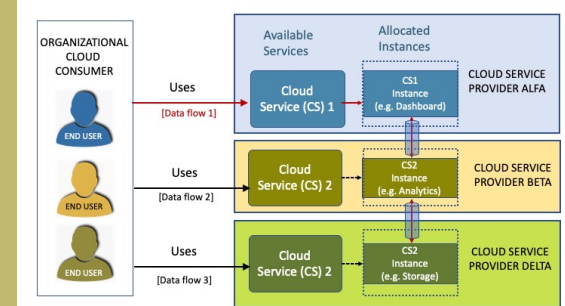 ORGANIZATIONAL
CLOUD
CONSUMER
END USER
END USER
END USER
Uses
[Data flow 1]
Uses
[Data flow 2]
Uses
[Data flow 3]
Available
Services
Allocated
Instances
Cloud
Service (CS) 1
CS1
Instance
(e.g. Dashboard)
CLOUD SERVICE
PROVIDER ALFA
Cloud
Service (CS) 2
CS2
Instance
(e.g. Analytics)
CLOUD SERVICE
PROVIDER BETA
Cloud
Service (CS) 2
CS2
Instance
(e.g. Storage)
CLOUD SERVICE
PROVIDER DELTA